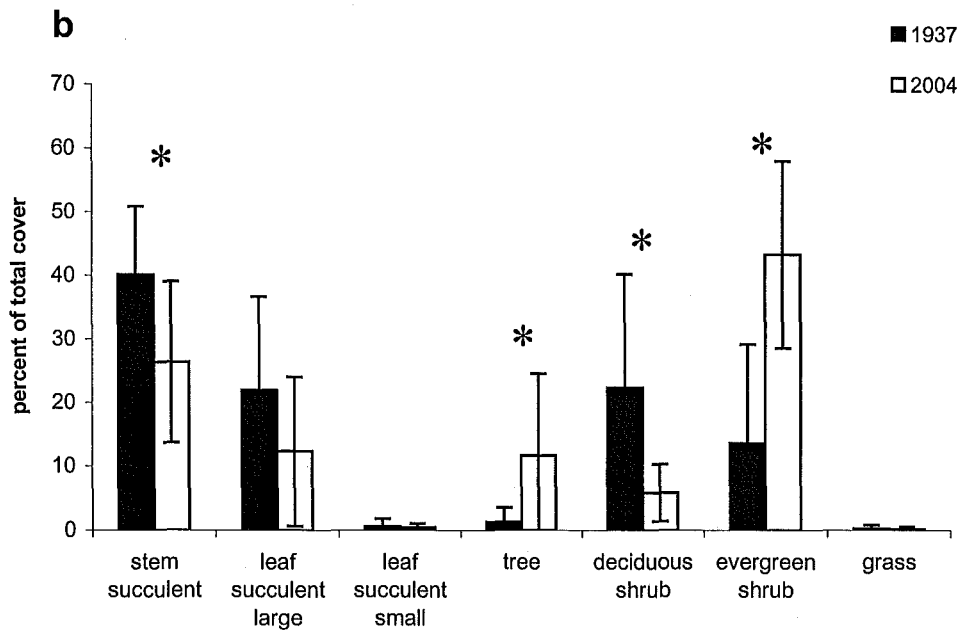 b
1937
2004
70
60
50
40
30
20
10
0
percent of total cover
*
*
*
*
stem
succulent
leaf
succulent
large
leaf
succulent
small
tree
deciduous
shrub
evergreen
shrub
grass